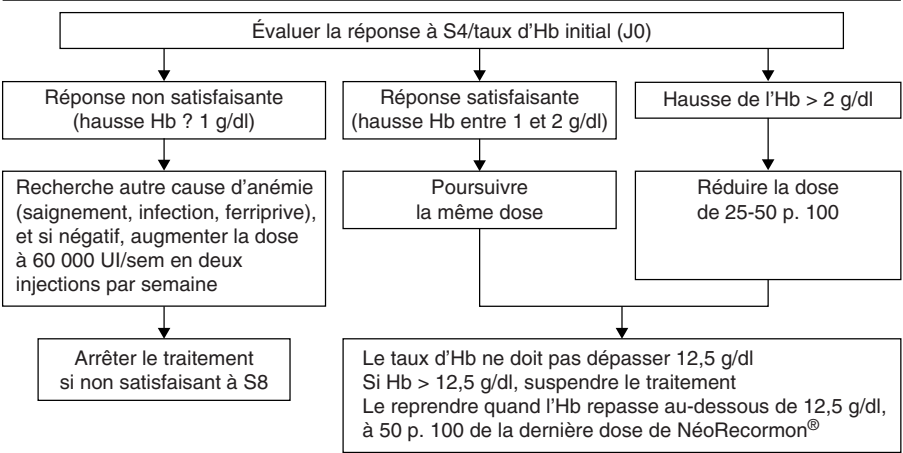 Évaluer la réponse à S4/taux d'Hb initial (J0)
Réponse non satisfaisante
(hausse Hb ? 1 g/dl)
Réponse satisfaisante
(hausse Hb entre 1 et 2 g/dl)
Hausse de l'Hb > 2 g/dl
Recherche autre cause d'anémie
(saignement, infection, ferriprive),
et si négatif, augmenter la dose
à 60 000 UI/sem en deux
injections par semaine
Poursuivre
la même dose
Réduire la dose
de 25-50 p. 100
Arrêter le traitement
si non satisfaisant à S8
Le taux d'Hb ne doit pas dépasser 12,5 g/dl
Si Hb > 12,5 g/dl, suspendre le traitement
Le reprendre quand l'Hb repasse au-dessous de 12,5 g/dl,
à 50 p. 100 de la dernière dose de NéoRecormon®